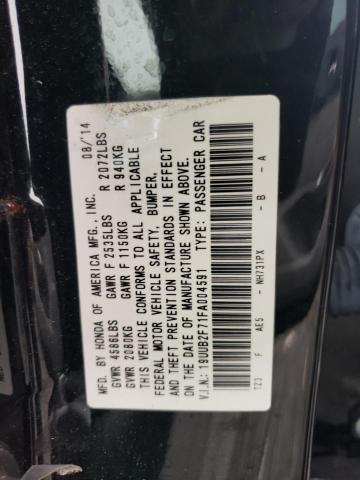 MFD. BY HONDA OF AMERICA MFG., INC. 08/14
GVWR 4586LBS GAWR F 2535LBS R 2072LBS
GVWR 2080KG GAWR F 1150KG R 940KG
THIS VEHICLE CONFORMS TO ALL APPLICABLE
FEDERAL MOTOR VEHICLE SAFETY, BUMPER,
AND THEFT PREVENTION STANDARDS IN EFFECT
ON THE DATE OF MANUFACTURE SHOWN ABOVE.
V.I.N.: 19UUB2F71FA004591 TYPE: PASSENGER CAR
TZ3 F AE5 - NH731PX - B - A